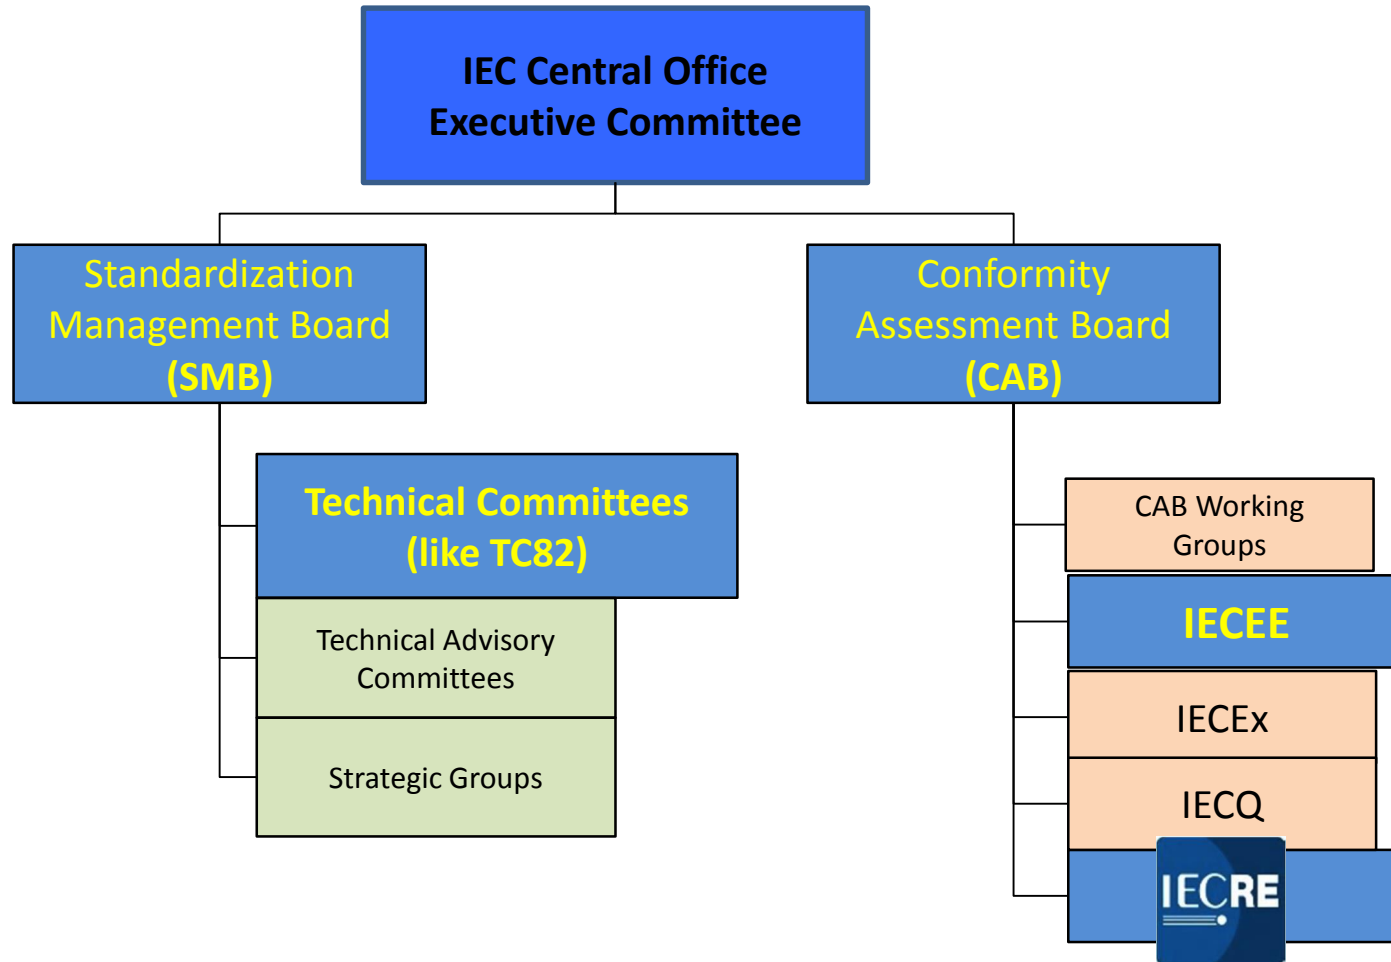 IEC Central Office
Executive Committee
Standardization
Management Board
(SMB)
Conformity
Assessment Board
(CAB)
Technical Committees
(like TC82)
Technical Advisory
Committees
Strategic Groups
CAB Working
Groups
IECEE
IECEx
IECQ
IECRE